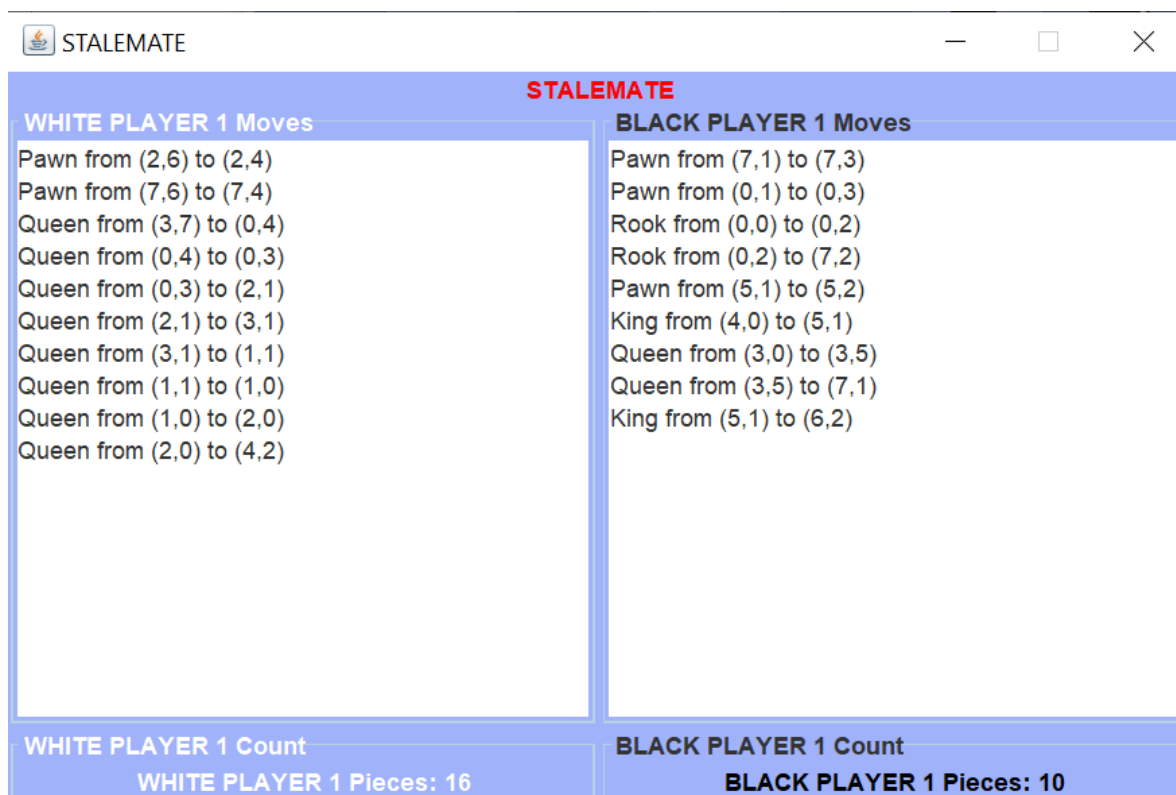 STALEMATE
STALEMATE
WHITE PLAYER 1 Moves
Pawn from (2,6) to (2,4)
Pawn from (7,6) to (7,4)
Queen from (3,7) to (0,4)
Queen from (0,4) to (0,3)
Queen from (0,3) to (2,1)
Queen from (2,1) to (3,1)
Queen from (3,1) to (1,1)
Queen from (1,1) to (1,0)
Queen from (1,0) to (2,0)
Queen from (2,0) to (4,2)
BLACK PLAYER 1 Moves
Pawn from (7,1) to (7,3)
Pawn from (0,1) to (0,3)
Rook from (0,0) to (0,2)
Rook from (0,2) to (7,2)
Pawn from (5,1) to (5,2)
King from (4,0) to (5,1)
Queen from (3,0) to (3,5)
Queen from (3,5) to (7,1)
King from (5,1) to (6,2)
WHITE PLAYER 1 Count
WHITE PLAYER 1 Pieces: 16
BLACK PLAYER 1 Count
BLACK PLAYER 1 Pieces: 10